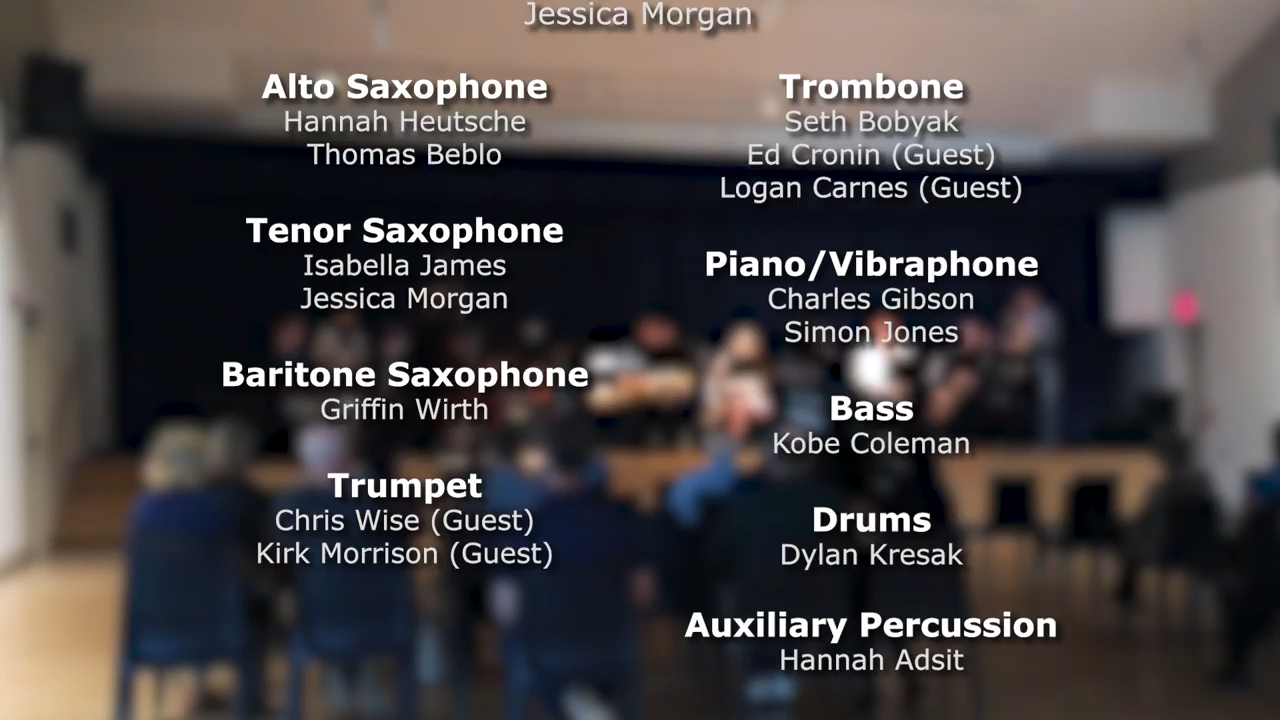 Jessica Morgan
Alto Saxophone
Hannah Heutsche
Thomas Beblo
Tenor Saxophone
Isabella James
Jessica Morgan
Baritone Saxophone
Griffin Wirth
Trumpet
Chris Wise (Guest)
Kirk Morrison (Guest)
Trombone
Seth Bobyak
Ed Cronin (Guest)
Logan Carnes (Guest)
Piano/Vibraphone
Charles Gibson
Simon Jones
Bass
Kobe Coleman
Drums
Dylan Kresak
Auxiliary Percussion
Hannah Adsit